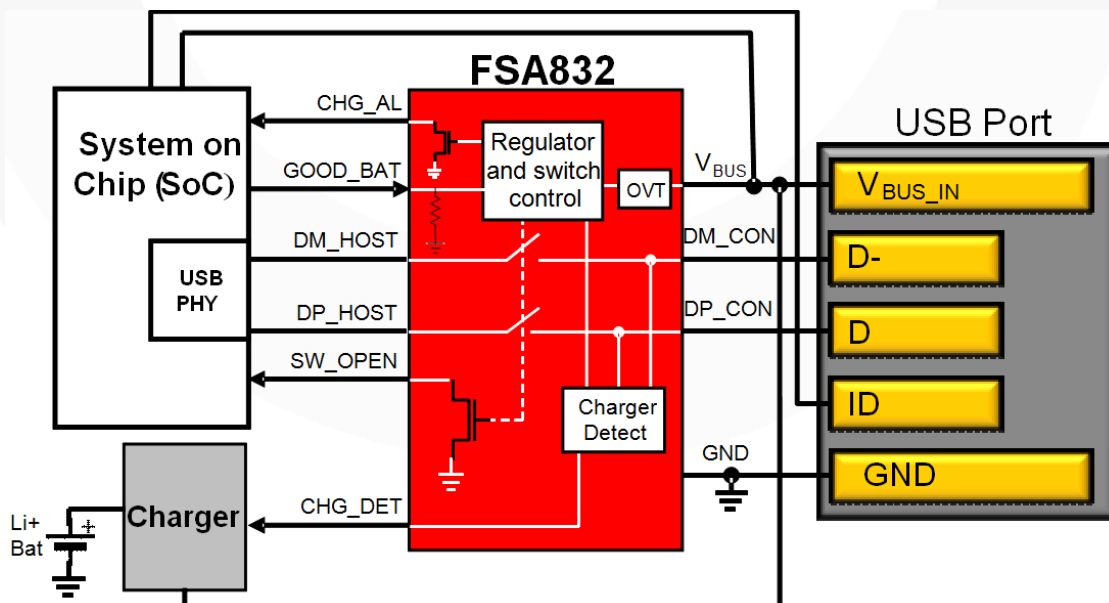 FSA832
USB Port
System on
Chip (SoC)
USB
PHY
CHG_AL
GOOD_BAT
DM_HOST
DP_HOST
SW_OPEN
CHG_DET
Regulator
and switch
control
OVT
Charger
Detect
VBUS
DM_CON
DP_CON
GND
VBUS_IN
D-
D
ID
GND
Charger
Li+
Bat
+